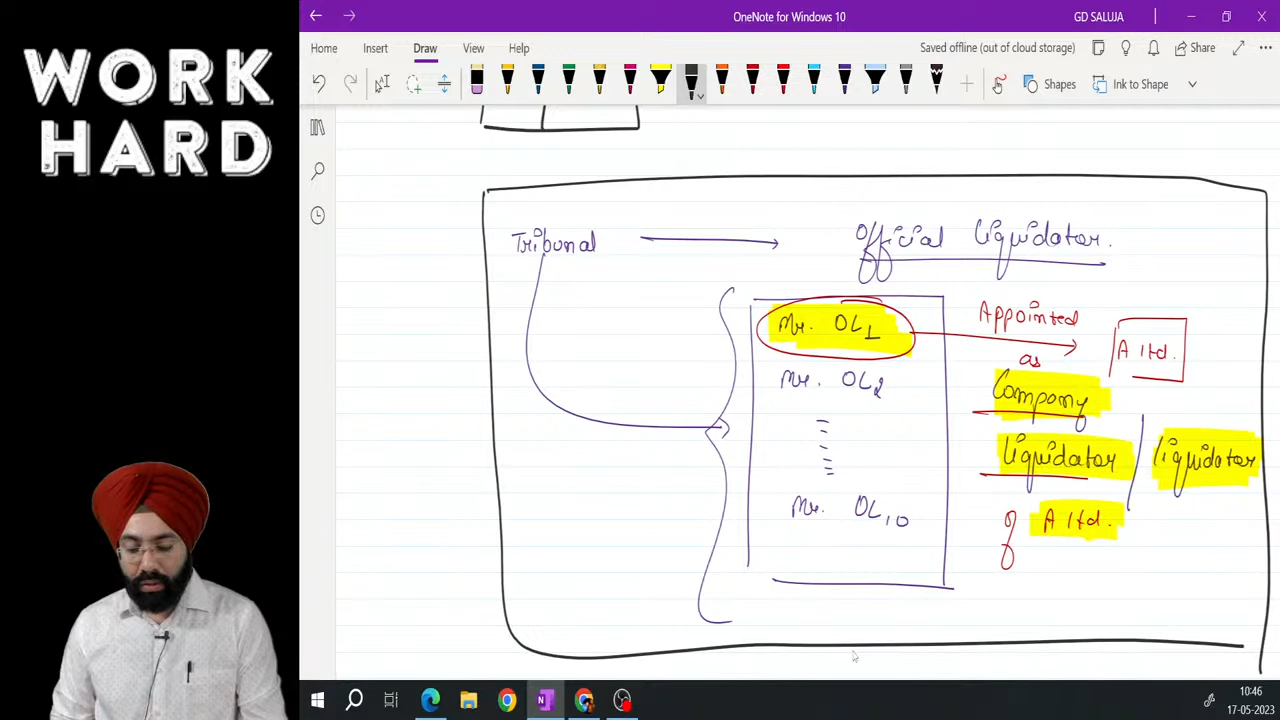 WORK
HARD
OneNote for Windows 10
GD SALUJA
Home
Insert
Draw
View
Help
Saved offline (out of cloud storage)
Share
Shapes
Ink to Shape
Tribunal
Official liquidator.
Mr. OL1
Appointed
as
A ltd.
Mr. OL2
Company
liquidator / liquidator
Mr. OL10
of A ltd.
10:46
17-05-2023